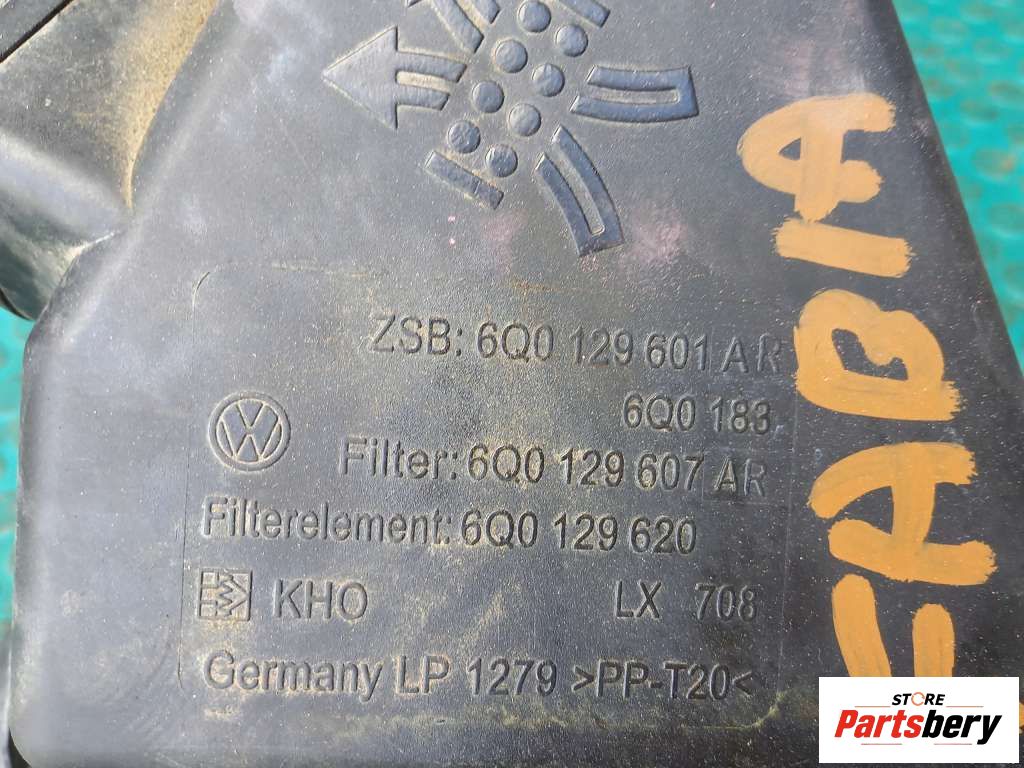 ZSB: 6Q0 129 601 AR
6Q0 183
Filter: 6Q0 129 607 AR
Filterelement: 6Q0 129 620
KHO LX 708
Germany LP 1279 >PP-T20<
FABIA
STORE
Partsbery